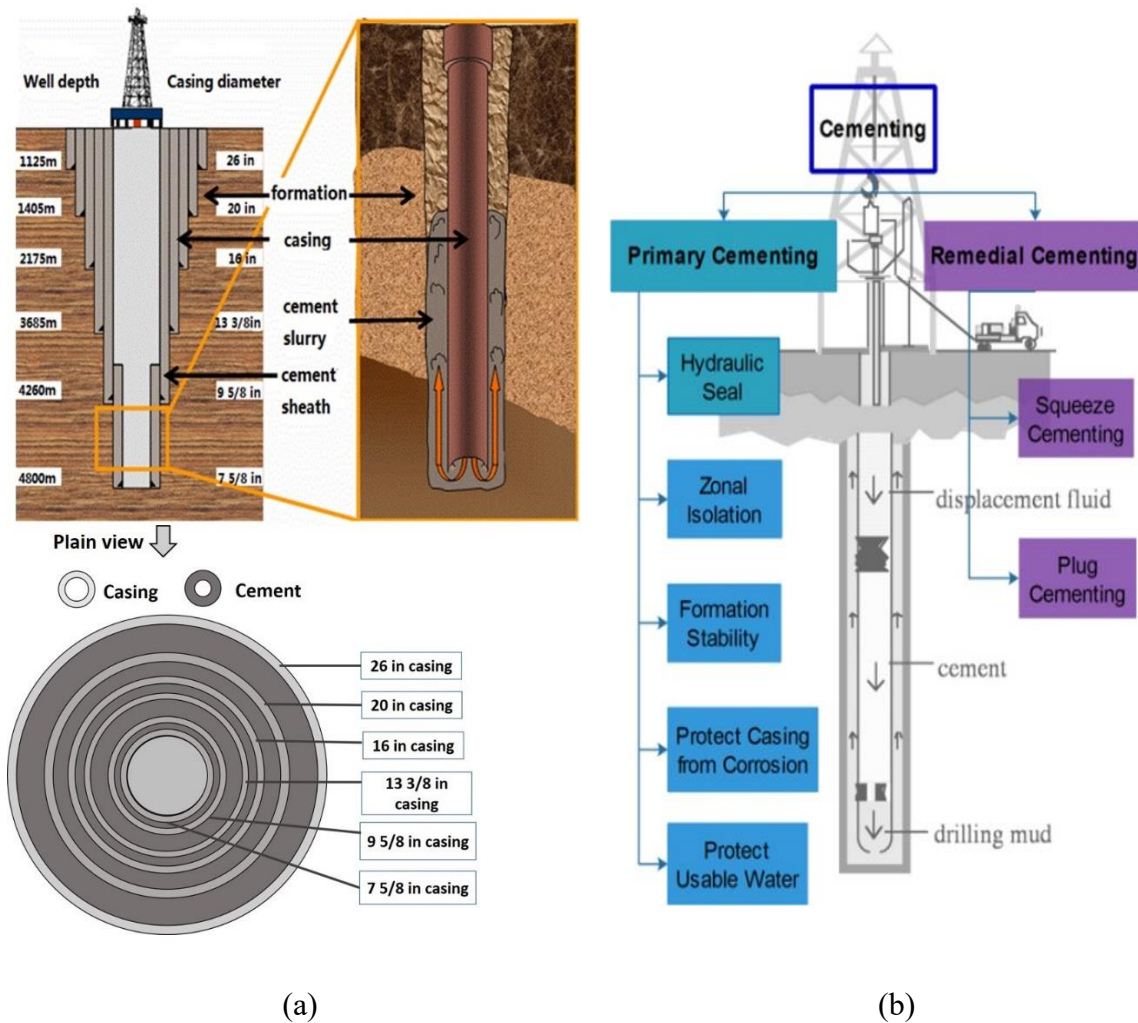 Well depth
Casing diameter
1125m
26 in
1405m
20 in
2175m
16 in
3685m
13 3/8in
4260m
9 5/8 in
4800m
7 5/8 in
formation
casing
cement
slurry
cement
sheath
Plain view
Casing
Cement
26 in casing
20 in casing
16 in casing
13 3/8 in
casing
9 5/8 in casing
7 5/8 in casing
(a)
Cementing
Primary Cementing
Remedial Cementing
Hydraulic
Seal
Zonal
Isolation
Formation
Stability
Protect Casing
from Corrosion
Protect
Usable Water
Squeeze
Cementing
Plug
Cementing
displacement fluid
cement
drilling mud
(b)